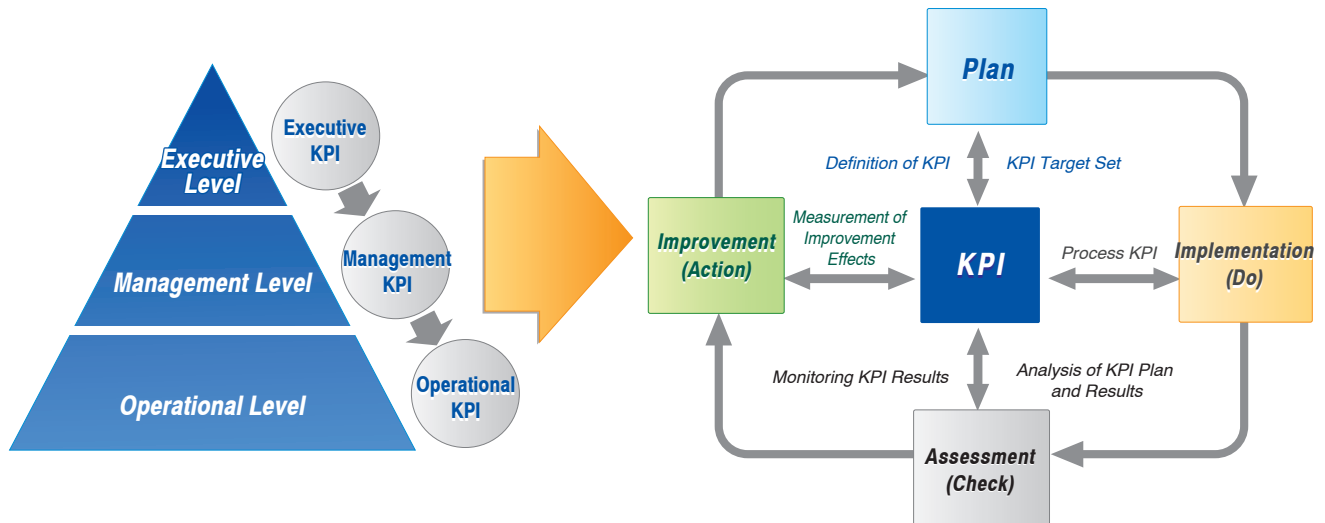 Executive
Level
Management Level
Operational Level
Executive
KPI
Management
KPI
Operational
KPI
Plan
Definition of KPI
KPI Target Set
Improvement
(Action)
Measurement of
Improvement
Effects
KPI
Process KPI
Implementation
(Do)
Monitoring KPI Results
Analysis of KPI Plan
and Results
Assessment
(Check)